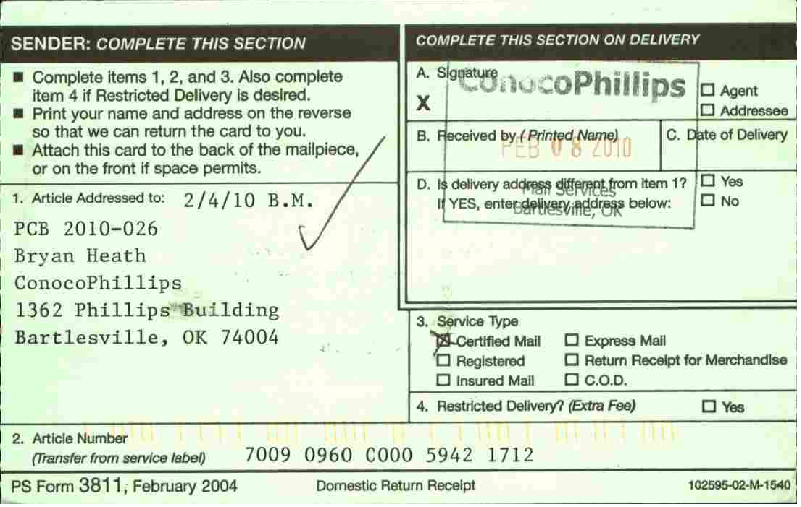 SENDER: COMPLETE THIS SECTION
■ Complete items 1, 2, and 3. Also complete
item 4 if Restricted Delivery is desired.
■ Print your name and address on the reverse
so that we can return the card to you.
■ Attach this card to the back of the mailpiece,
or on the front if space permits.
1. Article Addressed to: 2/4/10 B.M.
PCB 2010-026
Bryan Heath
ConocoPhillips
1362 Phillips Building
Bartlesville, OK 74004
COMPLETE THIS SECTION ON DELIVERY
A. Signature
X
ConocoPhillips
☐ Agent
☐ Addressee
B. Received by (Printed Name)
C. Date of Delivery
FEB 08 2010
D. Is delivery address different from item 1? ☐ Yes
Mail Services
If YES, enter delivery address below: ☐ No
Bartlesville, OK
3. Service Type
☒ Certified Mail ☐ Express Mail
☐ Registered ☐ Return Receipt for Merchandise
☐ Insured Mail ☐ C.O.D.
4. Restricted Delivery? (Extra Fee) ☐ Yes
2. Article Number
(Transfer from service label) 7009 0960 0000 5942 1712
PS Form 3811, February 2004 Domestic Return Receipt 102595-02-M-1540